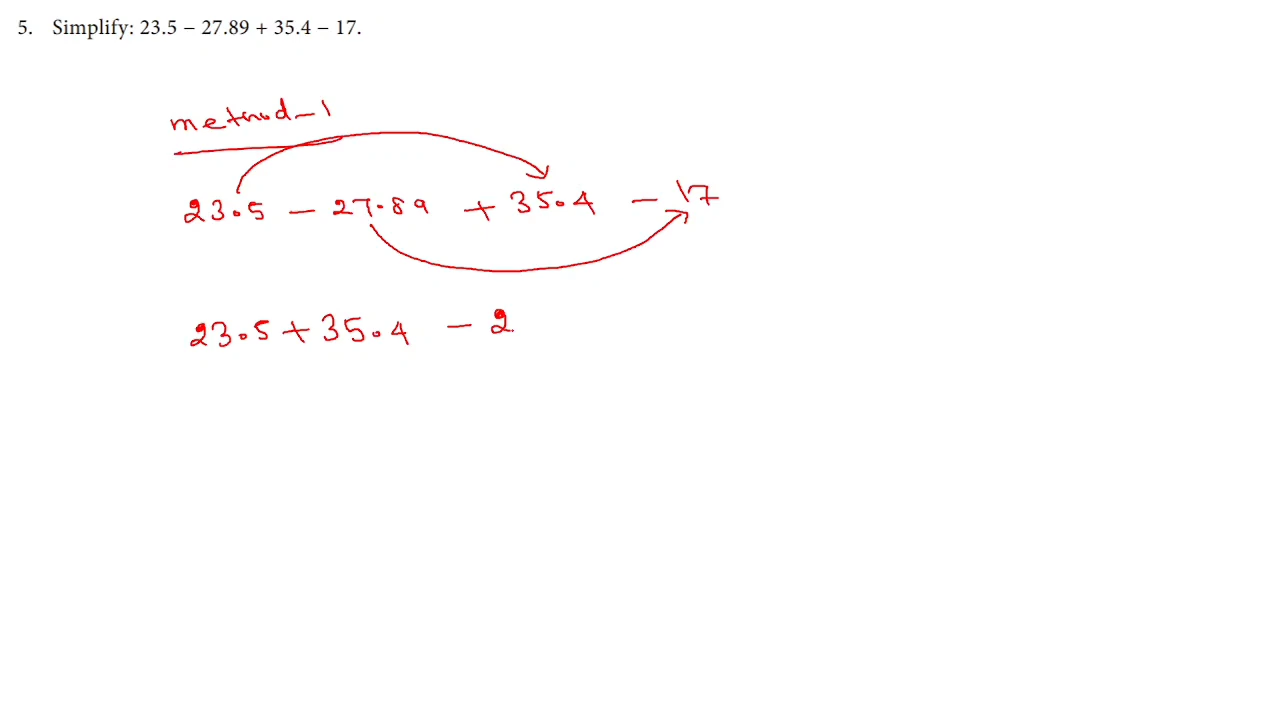 5. Simplify: 23.5 − 27.89 + 35.4 − 17.
method-1
23.5 − 27.89 + 35.4 − 17
23.5 + 35.4 − 2